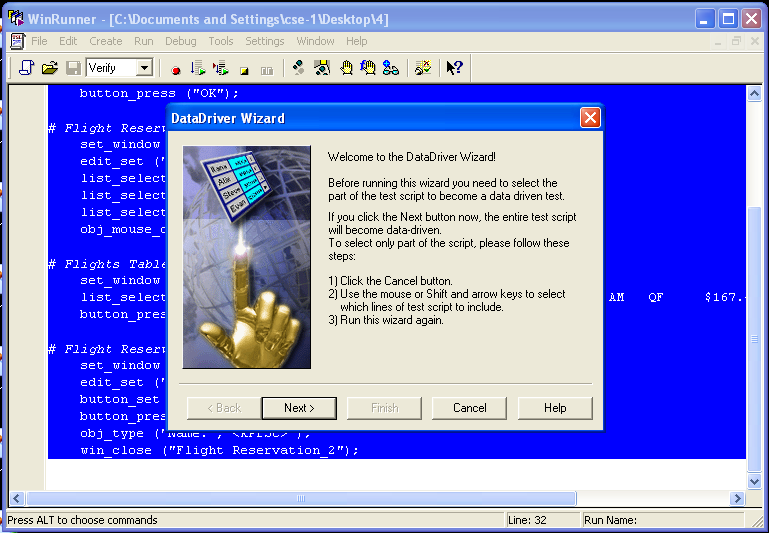 WinRunner - [C:\Documents and Settings\cse-1\Desktop\4]
File Edit Create Run Debug Tools Settings Window Help
Verify
button_press ("OK");
# Flight Reser
set_window
edit_set ("
list_select
list_select
list_select
obj_mouse_
# Flights Table
set_window
list_select AM QF $167.
button_press
# Flight Reser
set_window
edit_set ("
button_set
button_pres
obj_type ("Name:","<kPrtSc>");
win_close ("Flight Reservation_2");
DataDriver Wizard
Name
Alix
Steve
Evan
Welcome to the DataDriver Wizard!
Before running this wizard you need to select the
part of the test script to become a data driven test.
If you click the Next button now, the entire test script
will become data-driven.
To select only part of the script, please follow these
steps:
1) Click the Cancel button.
2) Use the mouse or Shift and arrow keys to select
which lines of test script to include.
3) Run this wizard again.
< Back Next > Finish Cancel Help
Press ALT to choose commands Line: 32 Run Name: